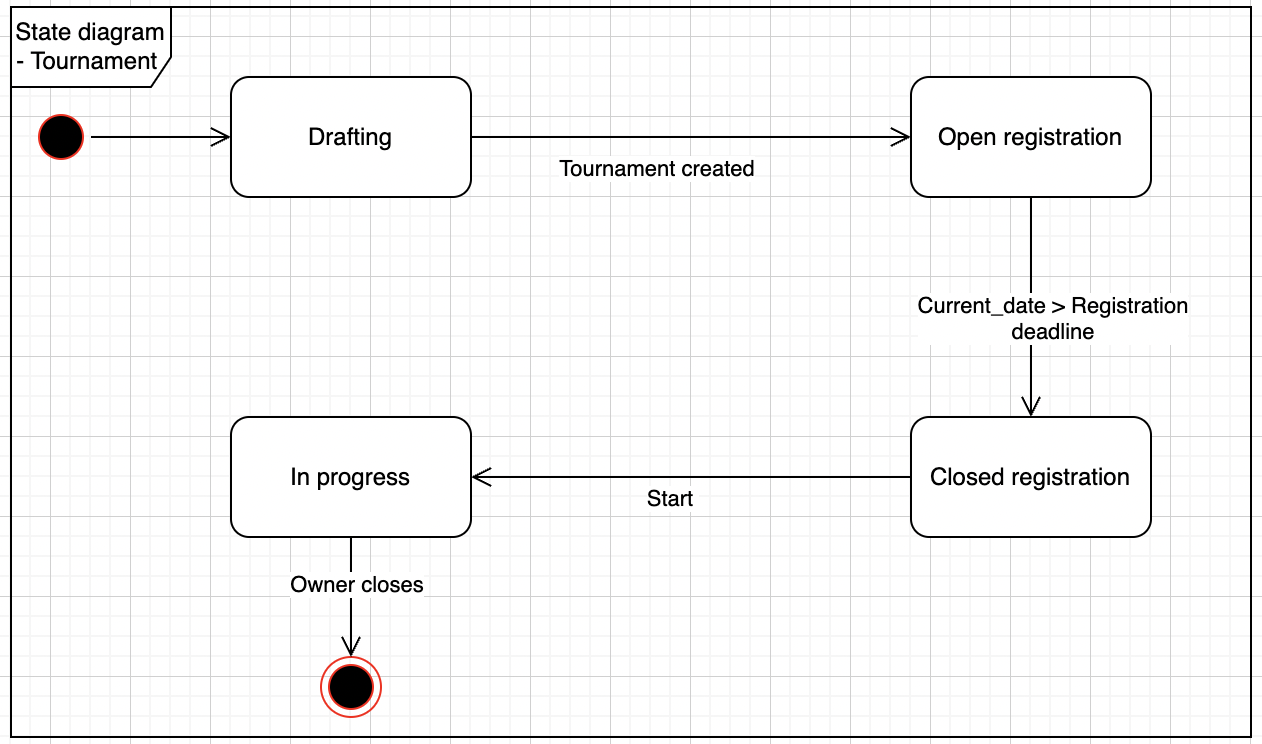 State diagram
- Tournament
Drafting
Open registration
Tournament created
Current_date > Registration
deadline
In progress
Closed registration
Start
Owner closes